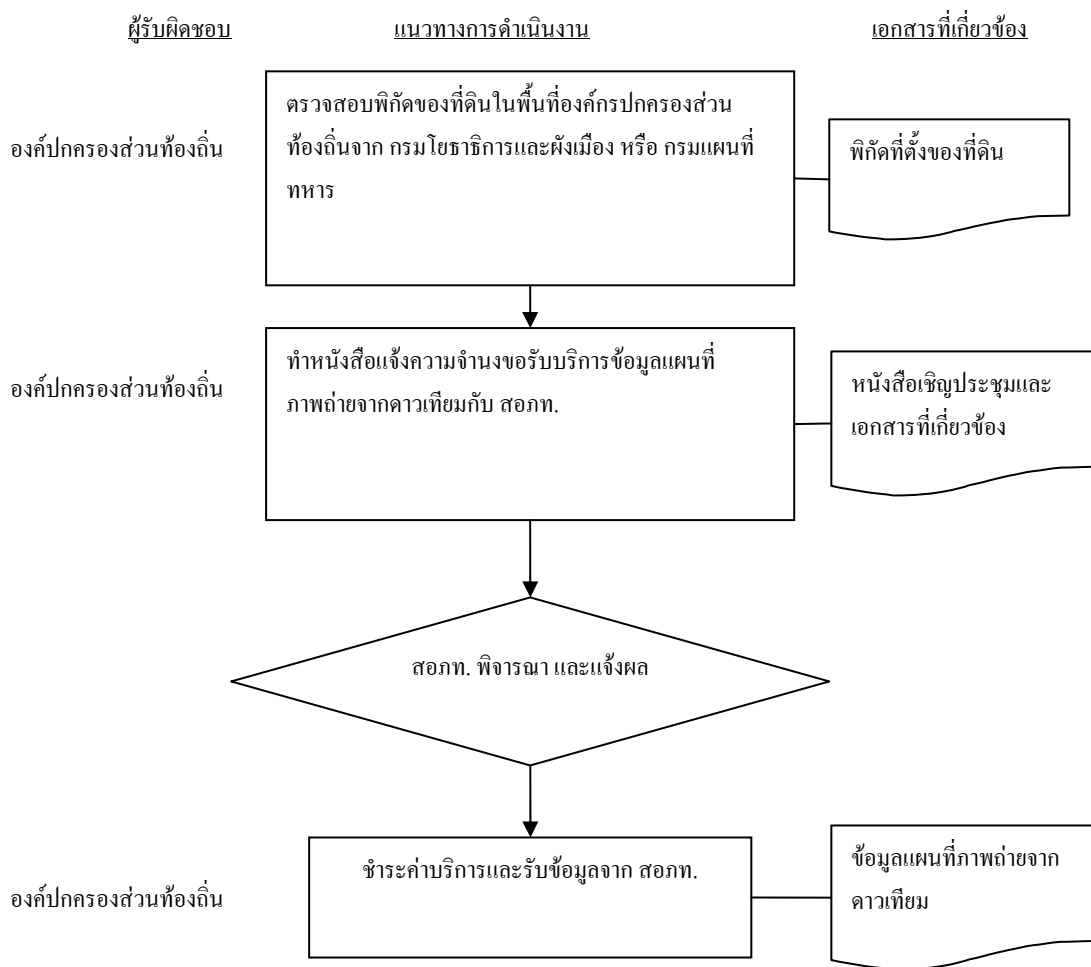 ผู้รับผิดชอบ แนวทางการดำเนินงาน เอกสารที่เกี่ยวข้อง
องค์ปกครองส่วนท้องถิ่น
ตรวจสอบพิกัดของที่ดินในพื้นที่องค์กรปกครองส่วน
ท้องถิ่นจาก กรมโยธาธิการและผังเมือง หรือ กรมแผนที่
ทหาร
พิกัดที่ตั้งของที่ดิน
องค์ปกครองส่วนท้องถิ่น
ทำหนังสือแจ้งความจำนงขอรับบริการข้อมูลแผนที่
ภาพถ่ายจากดาวเทียมกับ สอภท.
หนังสือเชิญประชุมและ
เอกสารที่เกี่ยวข้อง
สอภท. พิจารณา และแจ้งผล
องค์ปกครองส่วนท้องถิ่น
ชำระค่าบริการและรับข้อมูลจาก สอภท.
ข้อมูลแผนที่ภาพถ่ายจาก
ดาวเทียม